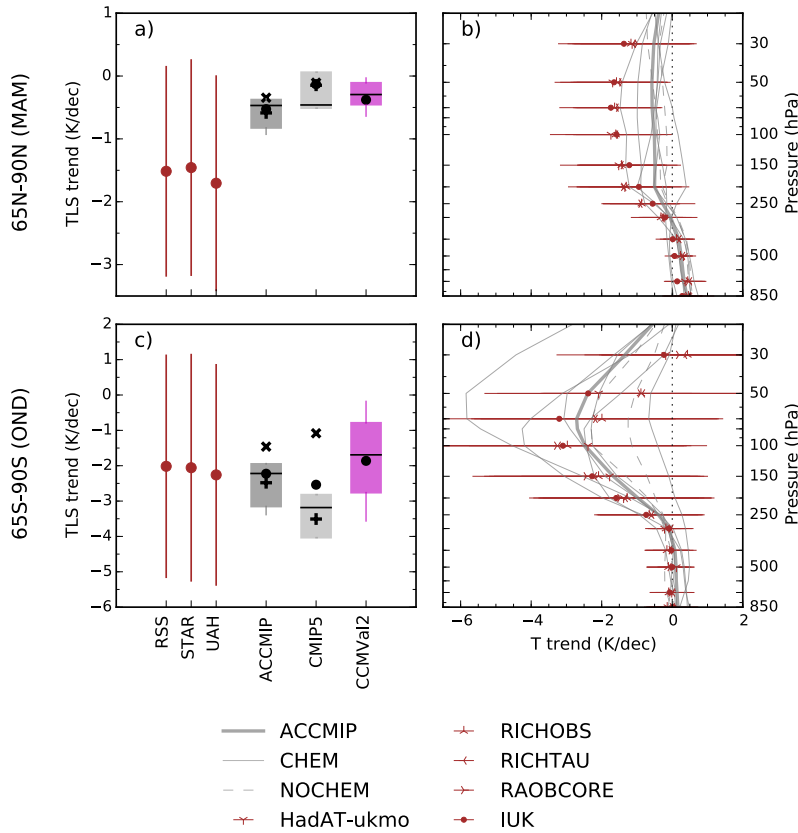 a)
b)
65N-90N (MAM)
TLS trend (K/dec)
1
0
−1
−2
−3
30
50
100
150
250
500
850
Pressure (hPa)
c)
d)
65S-90S (OND)
TLS trend (K/dec)
2
1
0
−1
−2
−3
−4
−5
−6
30
50
100
150
250
500
850
Pressure (hPa)
RSS
STAR
UAH
ACCMIP
CMIP5
CCMVal2
−6
−4
−2
0
2
T trend (K/dec)
ACCMIP
CHEM
NOCHEM
HadAT-ukmo
RICHOBS
RICHTAU
RAOBCORE
IUK